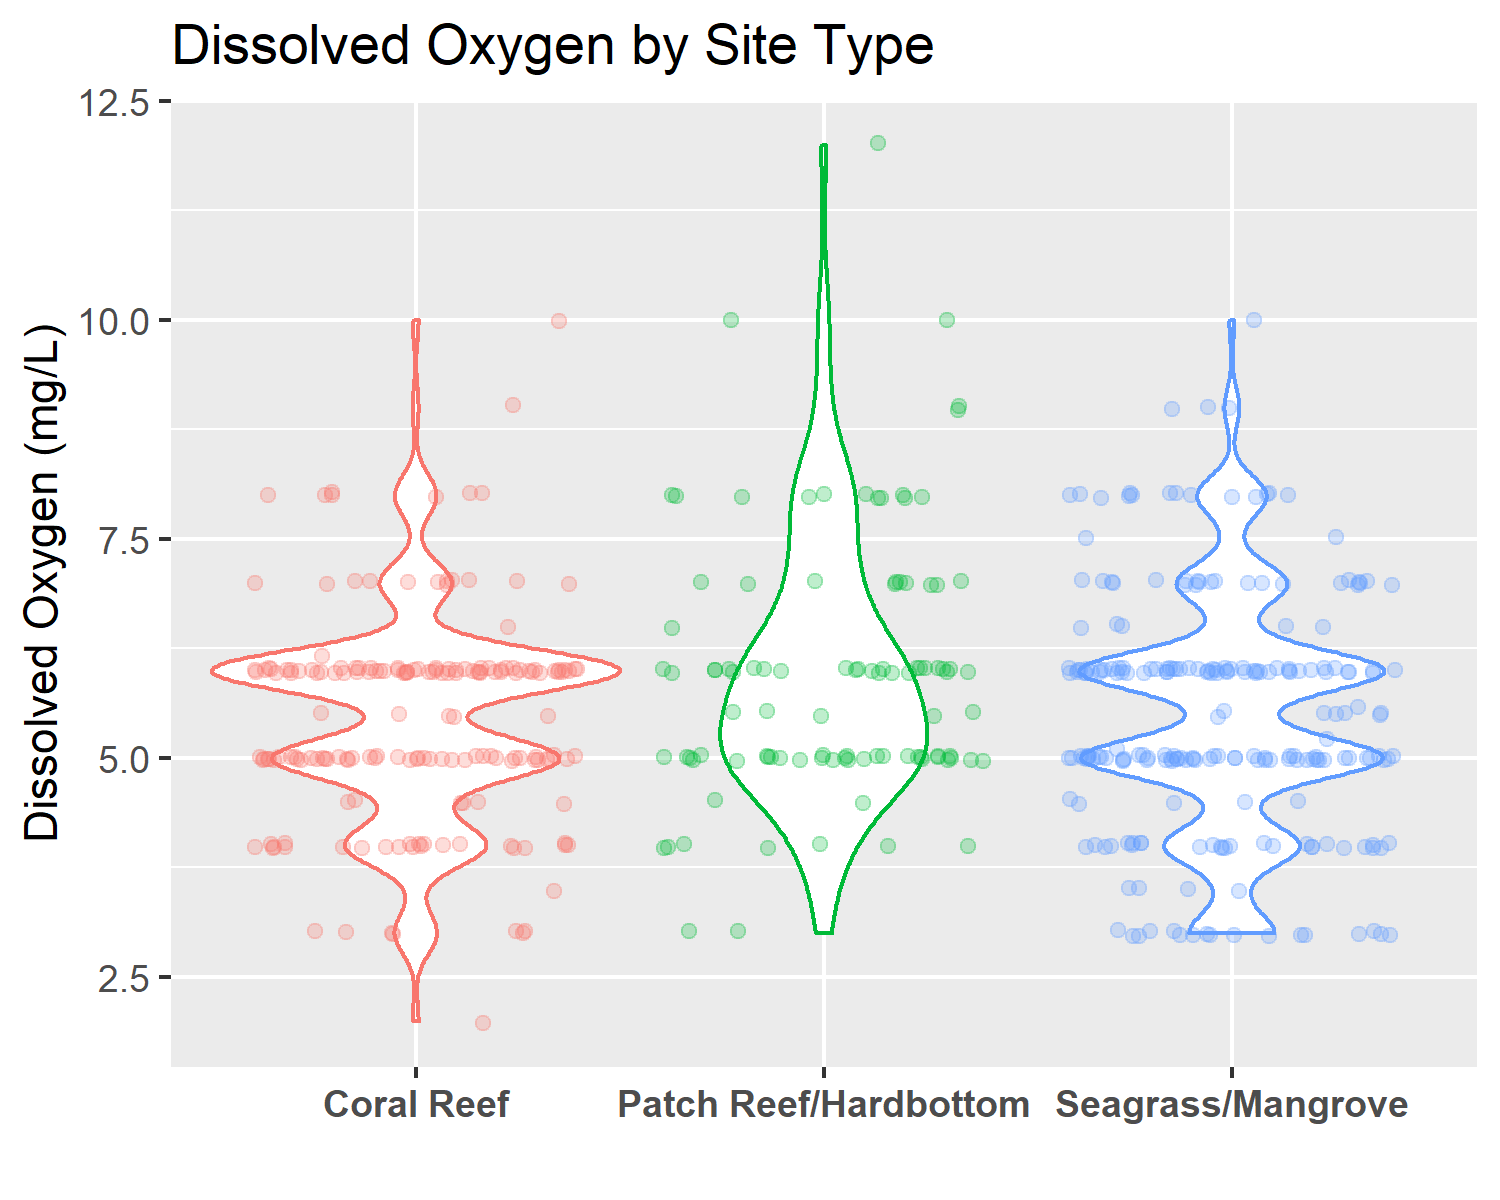 Dissolved Oxygen by Site Type
Dissolved Oxygen (mg/L)
12.5
10.0
7.5
5.0
2.5
Coral Reef
Patch Reef/Hardbottom
Seagrass/Mangrove